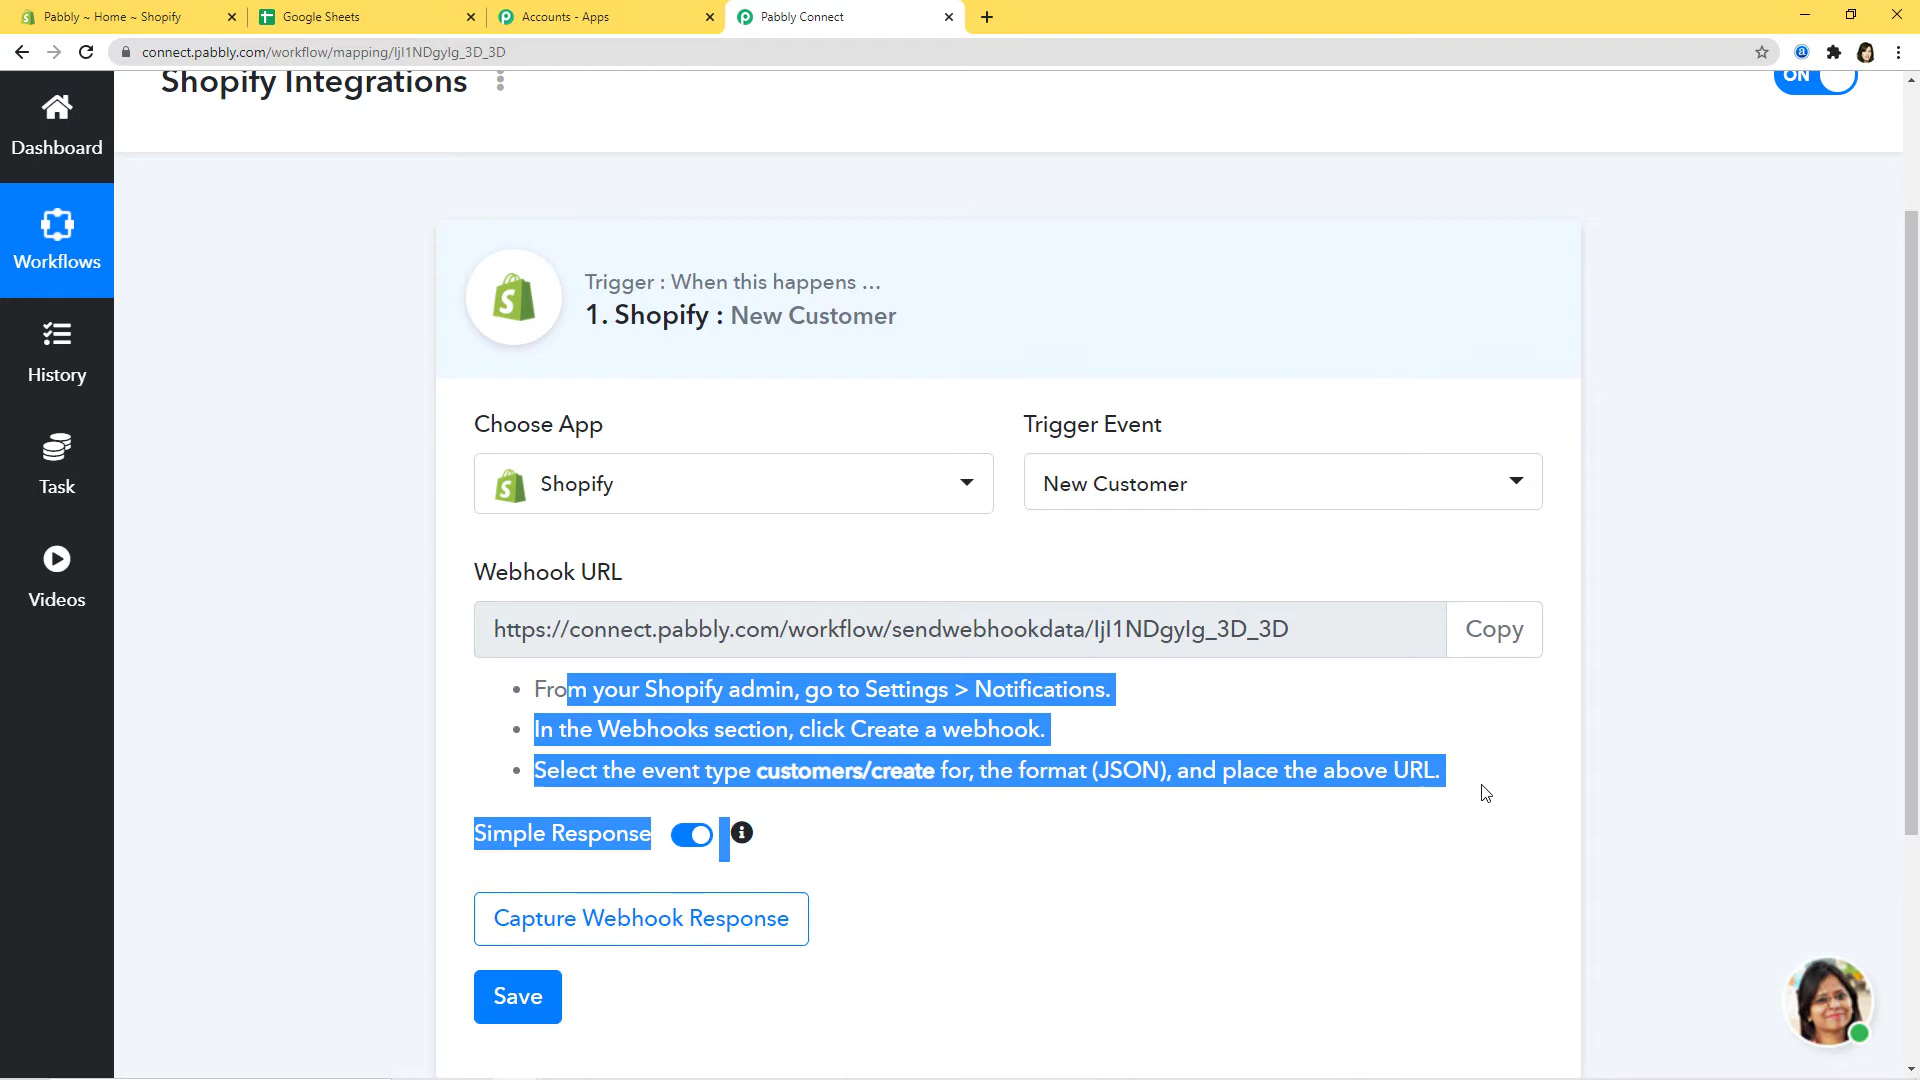 Pabbly ~ Home ~ Shopify
Google Sheets
Accounts - Apps
Pabbly Connect
connect.pabbly.com/workflow/mapping/IjI1NDgyIg_3D_3D
Shopify Integrations
ON
Dashboard
Workflows
History
Task
Videos
Trigger : When this happens ...
1. Shopify : New Customer
Choose App
Trigger Event
Shopify
New Customer
Webhook URL
https://connect.pabbly.com/workflow/sendwebhookdata/IjI1NDgyIg_3D_3D
Copy
From your Shopify admin, go to Settings > Notifications.
In the Webhooks section, click Create a webhook.
Select the event type customers/create for, the format (JSON), and place the above URL.
Simple Response
Capture Webhook Response
Save